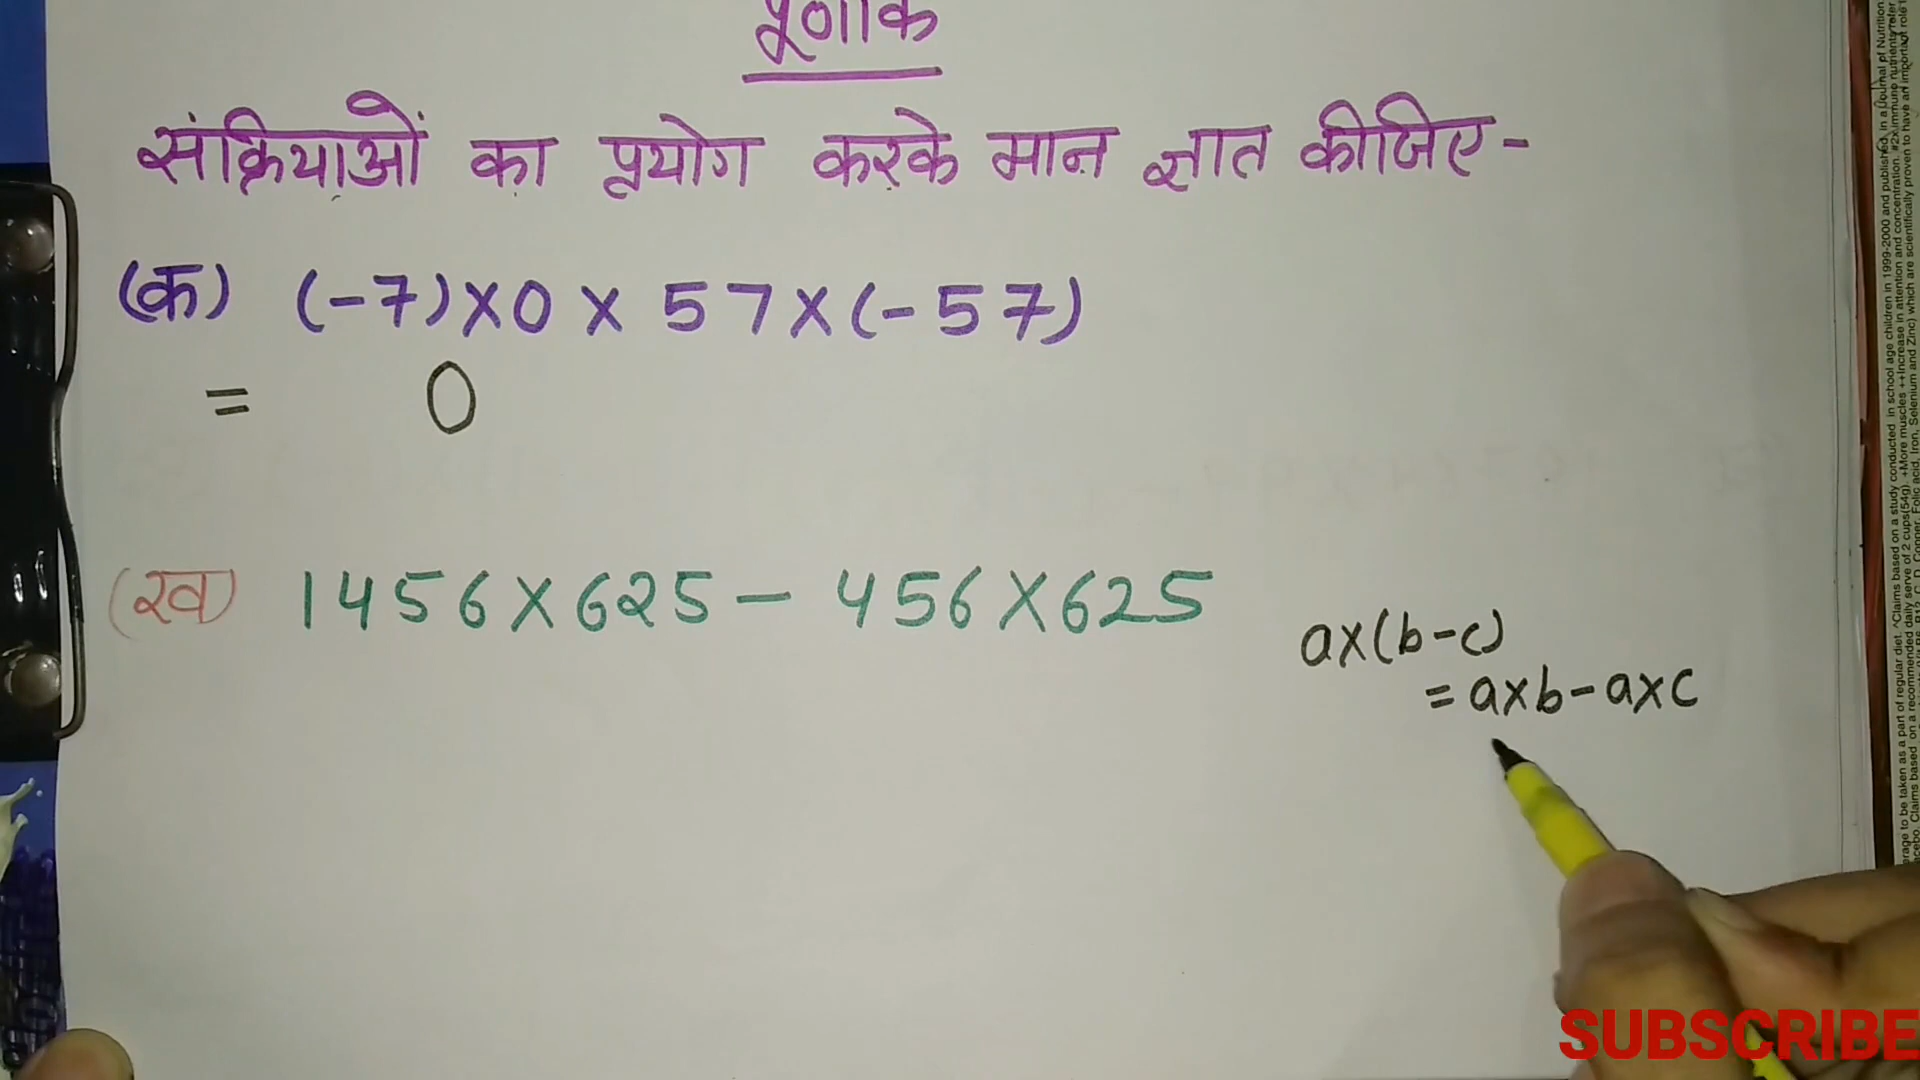 पूर्णांक
संक्रियाओं का प्रयोग करके मान ज्ञात कीजिए-
(क) (-7)×0×57×(-57)
= 0
(ख) 1456×625-456×625
a×(b-c)
=a×b-a×c
SUBSCRIBE